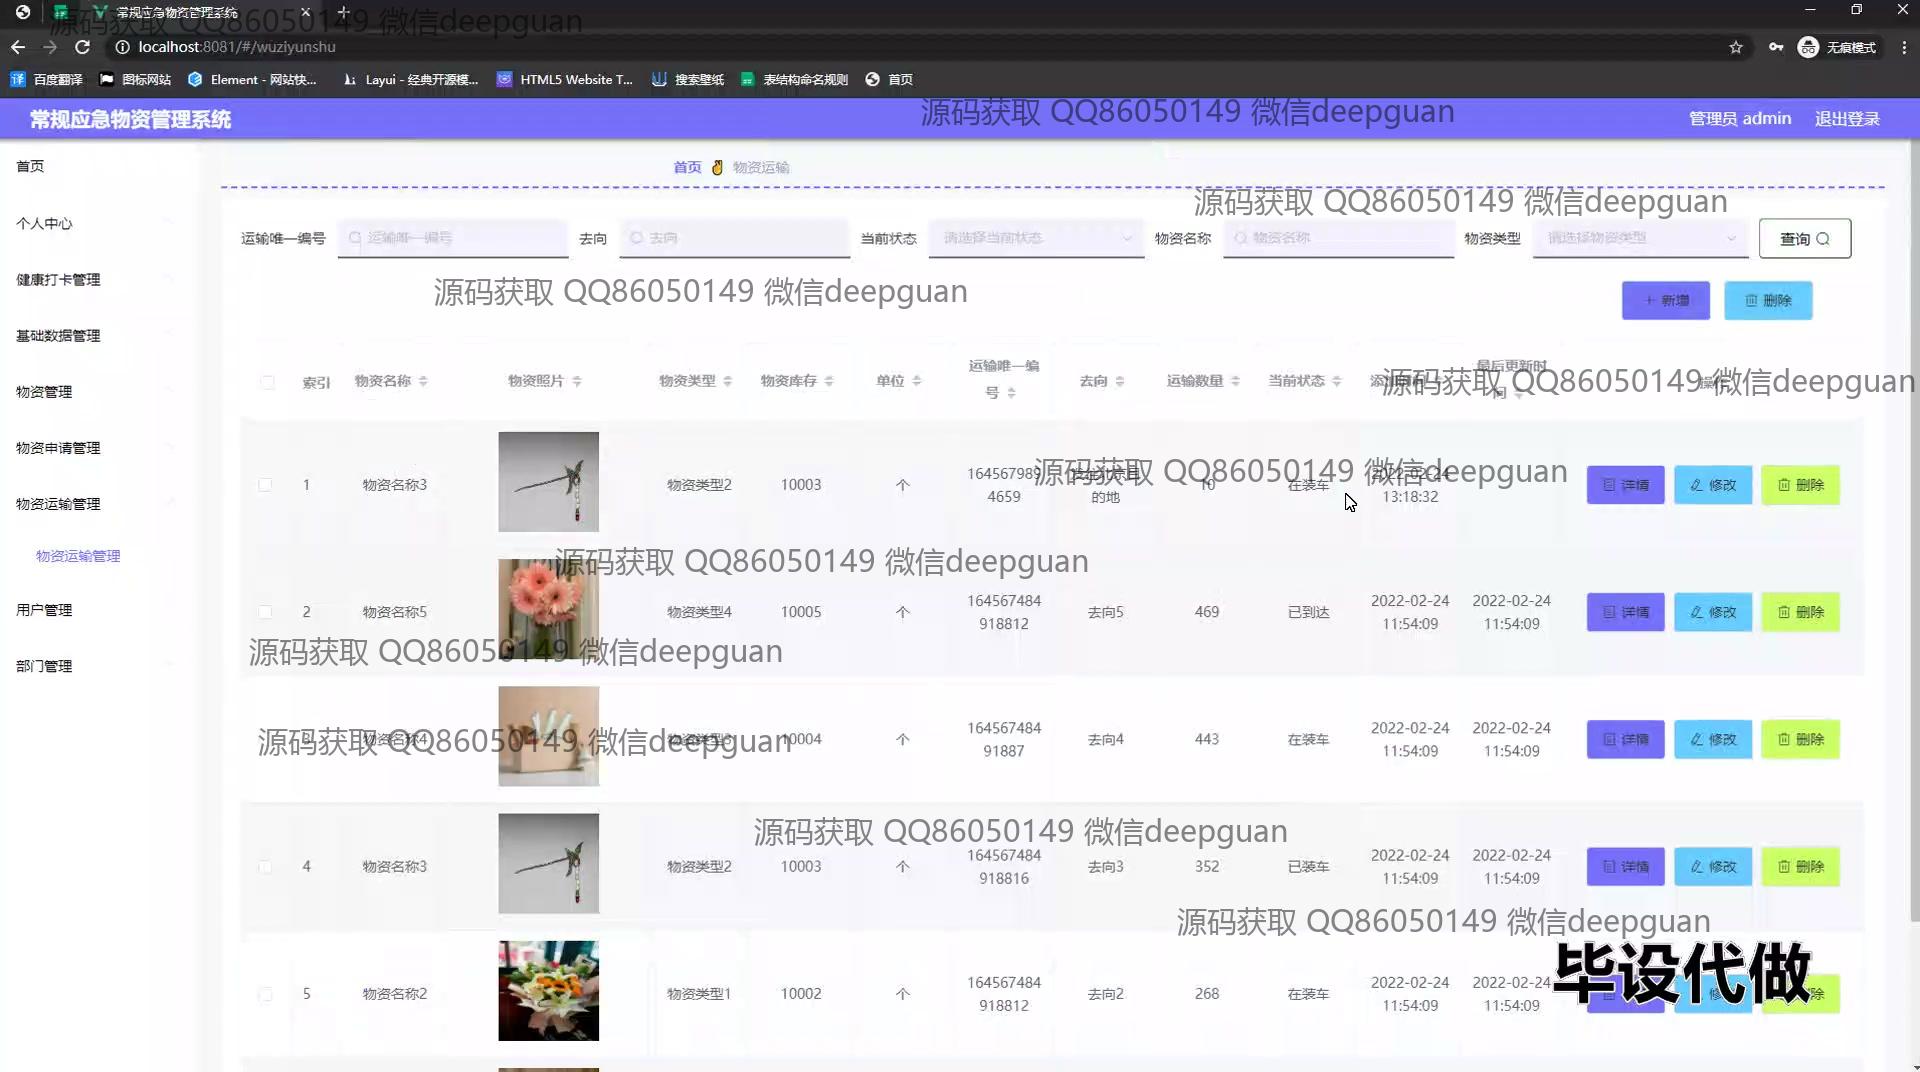 常规应急物资管理系统
源码获取 QQ86050149 微信deepguan
localhost:8081/#/wuziyunshu
无痕模式
百度翻译 图标网站 Element - 网站快... Layui - 经典开源模... HTML5 Website T... 搜索壁纸 表结构命名规则 首页
常规应急物资管理系统
源码获取 QQ86050149 微信deepguan
管理员 admin 退出登录
首页
首页 物资运输
源码获取 QQ86050149 微信deepguan
个人中心
运输唯一编号 运输唯一编号 去向 去向 当前状态 请选择当前状态 物资名称 物资名称 物资类型 请选择物资类型 查询
健康打卡管理
源码获取 QQ86050149 微信deepguan
+ 新增 删除
基础数据管理
物资管理
索引 物资名称 物资照片 物资类型 物资库存 单位 运输唯一编号 去向 运输数量 当前状态
最后更新时
源码获取 QQ86050149 微信deepguan
物资申请管理
源码获取 QQ86050149 微信deepguan
1 物资名称3 物资类型2 10003 个 164567989
4659 的地 10 在装车 2022-02-24
13:18:32 详情 修改 删除
物资运输管理
物资运输管理
源码获取 QQ86050149 微信deepguan
2 物资名称5 物资类型4 10005 个 164567484
918812 去向5 469 已到达 2022-02-24
11:54:09 2022-02-24
11:54:09 详情 修改 删除
用户管理
源码获取 QQ86050149 微信deepguan
部门管理
源码获取 QQ86050149 微信deepguan
物资名称4 10004 个 164567484
91887 去向4 443 在装车 2022-02-24
11:54:09 2022-02-24
11:54:09 详情 修改 删除
源码获取 QQ86050149 微信deepguan
4 物资名称3 物资类型2 10003 个 164567484
918816 去向3 352 已装车 2022-02-24
11:54:09 2022-02-24
11:54:09 详情 修改 删除
源码获取 QQ86050149 微信deepguan
毕设代做
5 物资名称2 物资类型1 10002 个 164567484
918812 去向2 268 在装车 2022-02-24
11:54:09 2022-02-24
11:54:09